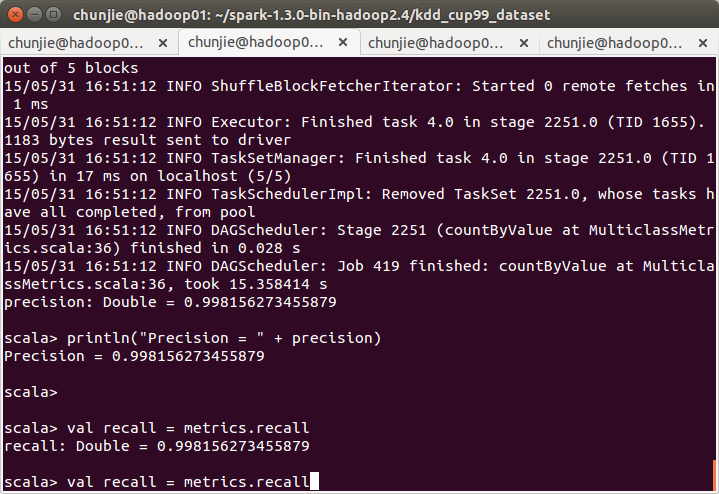 chunjie@hadoop01: ~/spark-1.3.0-bin-hadoop2.4/kdd_cup99_dataset
chunjie@hadoop0... × chunjie@hadoop0... × chunjie@hadoop0... × chunjie@hadoop0... ×
out of 5 blocks
15/05/31 16:51:12 INFO ShuffleBlockFetcherIterator: Started 0 remote fetches in
 1 ms
15/05/31 16:51:12 INFO Executor: Finished task 4.0 in stage 2251.0 (TID 1655).
1183 bytes result sent to driver
15/05/31 16:51:12 INFO TaskSetManager: Finished task 4.0 in stage 2251.0 (TID 1
655) in 17 ms on localhost (5/5)
15/05/31 16:51:12 INFO TaskSchedulerImpl: Removed TaskSet 2251.0, whose tasks h
ave all completed, from pool
15/05/31 16:51:12 INFO DAGScheduler: Stage 2251 (countByValue at MulticlassMetr
ics.scala:36) finished in 0.028 s
15/05/31 16:51:12 INFO DAGScheduler: Job 419 finished: countByValue at Multicla
ssMetrics.scala:36, took 15.358414 s
precision: Double = 0.998156273455879
scala> println("Precision = " + precision)
Precision = 0.998156273455879
scala>
scala> val recall = metrics.recall
recall: Double = 0.998156273455879
scala> val recall = metrics.recall